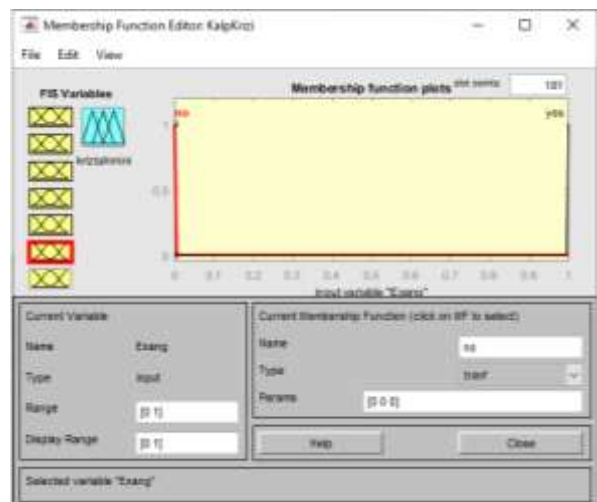 Membership Function Editor: KalpKrizi
File Edit View
FIS Variables
Membership function plots plot points: 181
kriztahmini
no
yes
1
0.5
0
0 0.1 0.2 0.3 0.4 0.5 0.6 0.7 0.8 0.9 1
input variable "Exang"
Current Variable
Name Exang
Type input
Range [0 1]
Display Range [0 1]
Current Membership Function (click on MF to select)
Name no
Type trimf
Params [0 0 0]
Help Close
Selected variable "Exang"